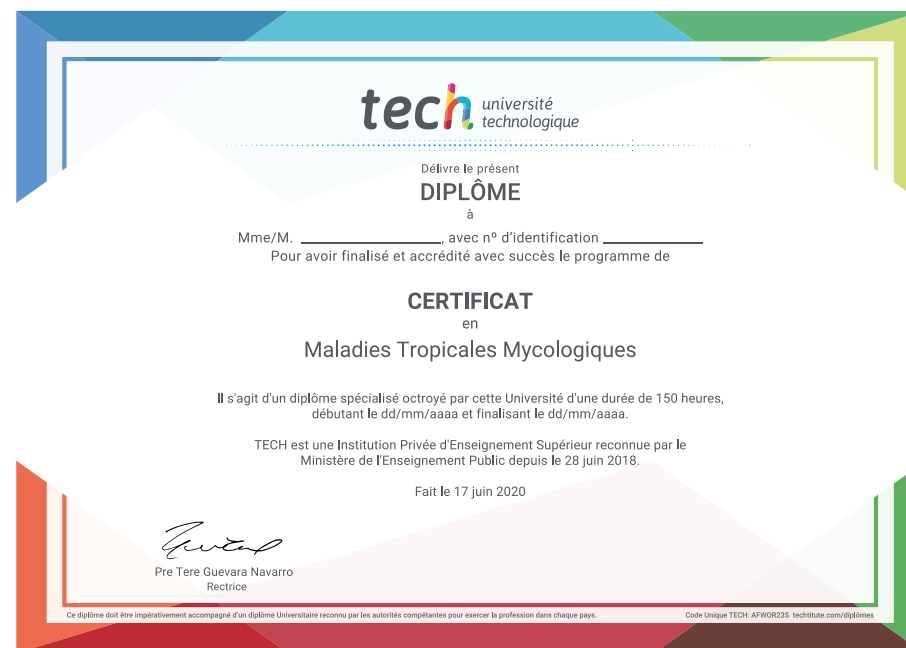 tech université
technologique
Délivre le présent
DIPLÔME
à
Mme/M. ____________________, avec nº d'identification ______________
Pour avoir finalisé et accrédité avec succès le programme de
CERTIFICAT
en
Maladies Tropicales Mycologiques
Il s'agit d'un diplôme spécialisé octroyé par cette Université d'une durée de 150 heures,
débutant le dd/mm/aaaa et finalisant le dd/mm/aaaa.
TECH est une Institution Privée d'Enseignement Supérieur reconnue par le
Ministère de l'Enseignement Public depuis le 28 juin 2018.
Fait le 17 juin 2020
Pre Tere Guevara Navarro
Rectrice
Ce diplôme doit être impérativement accompagné d'un diplôme Universitaire reconnu par les autorités compétantes pour exercer la profession dans chaque pays.
Code Unique TECH: AFWOR23S techtitute.com/diplômes